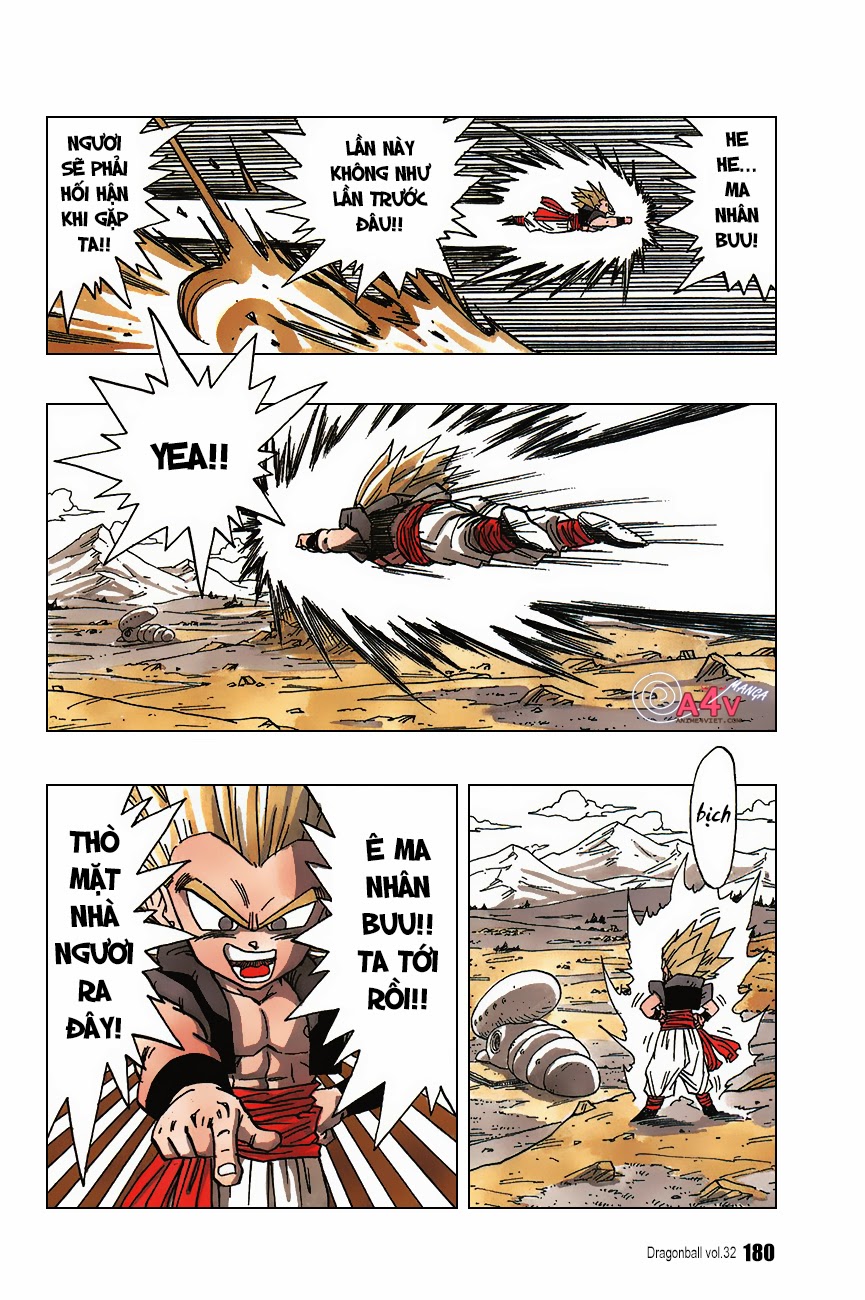 HE
HE...
MA
NHÂN
BUU!
LẦN NÀY
KHÔNG NHƯ
LẦN TRƯỚC
ĐÂU!!
NGƯƠI
SẼ PHẢI
HỐI HẬN
KHI GẶP
TA!!
YEA!!
A4V
MANGA
ANIME4VIET.COM
bịch
Ê MA
NHÂN
BUU!!
TA TỚI
RỒI!!
THÒ
MẶT
NHÀ
NGƯƠI
RA
ĐÂY!
Dragonball vol.32 180